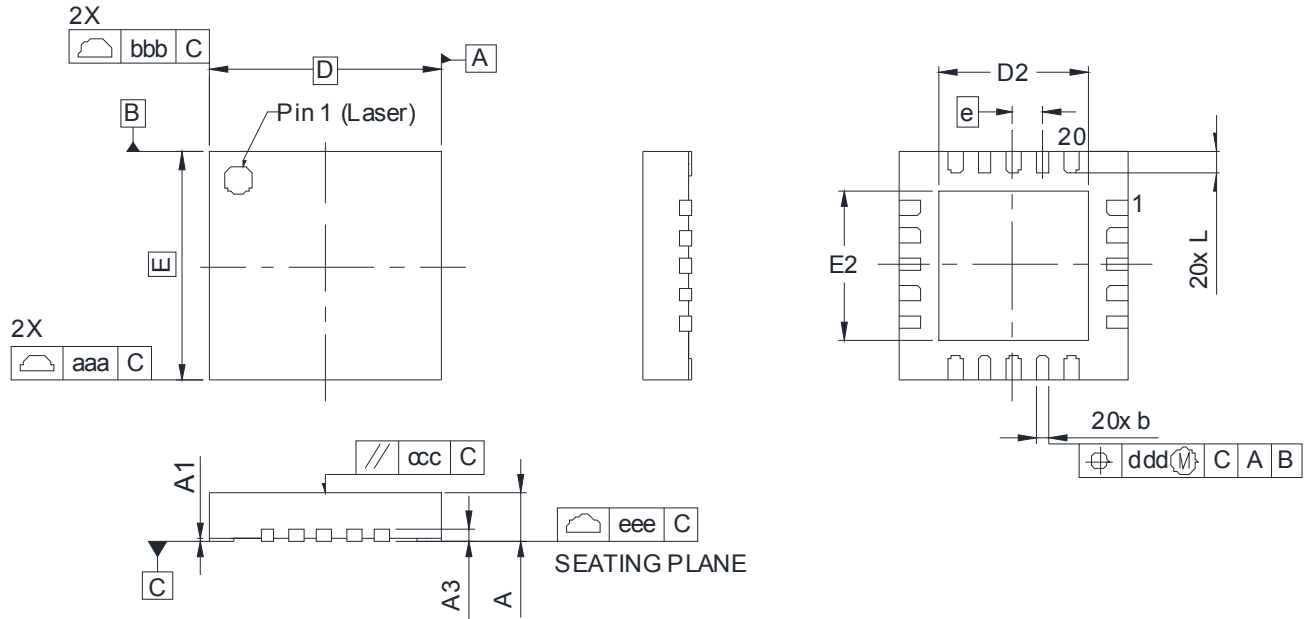 2X
bbb C
D
A
B
Pin 1 (Laser)
E
2X
aaa C
D2
e
20
1
E2
20x L
20x b
ddd M C A B
// ccc C
A1
eee C
SEATING PLANE
C
A3
A